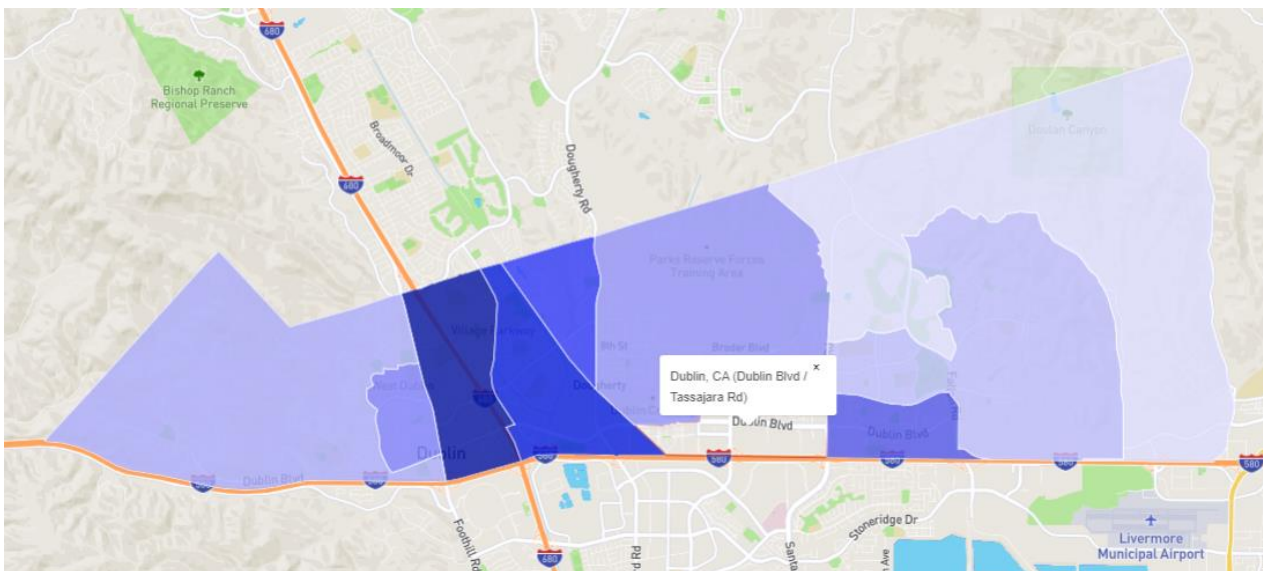 680
Bishop Ranch
Regional Preserve
Broadmoor Dr
680
Dougherty Rd
Doolan Canyon
Parks Reserve Forces
Training Area
Village Parkway
8th St
Broder Blvd
West Dublin
680
Dougherty
Dublin, CA (Dublin Blvd /
Tassajara Rd)
×
Dublin Blvd
Dublin Blvd
Dublin
580
580
580
580
580
Dublin Blvd
580
580
Foothill Rd
680
Stoneridge Dr
Santa
Livermore
Municipal Airport